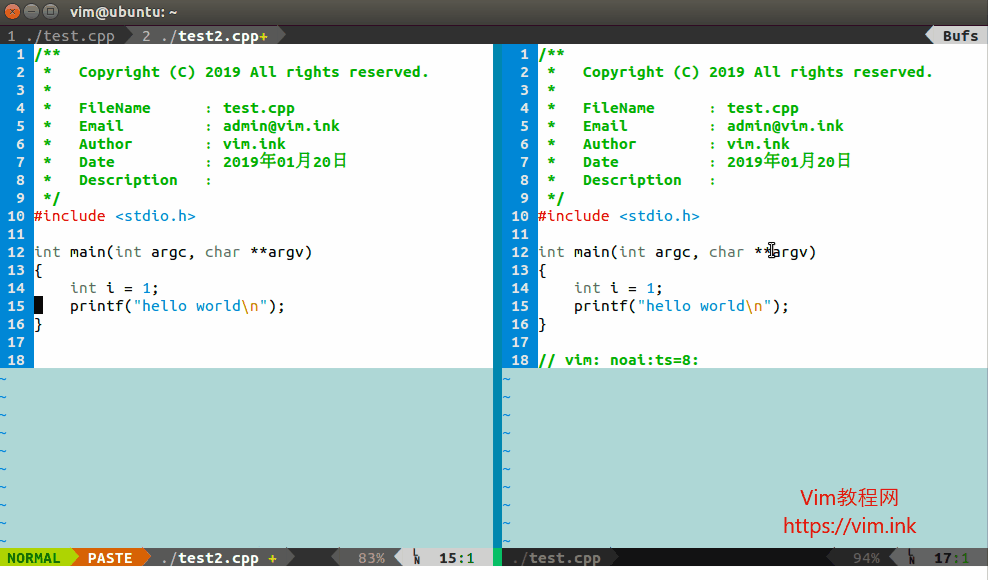 vim@ubuntu: ~
1 ./test.cpp 2 ./test2.cpp+ Bufs
1 /**
2  *   Copyright (C) 2019 All rights reserved.
3  *
4  *   FileName      : test.cpp
5  *   Email         : admin@vim.ink
6  *   Author        : vim.ink
7  *   Date          : 2019年01月20日
8  *   Description   :
9  */
10 #include <stdio.h>
11
12 int main(int argc, char **argv)
13 {
14     int i = 1;
15     printf("hello world\n");
16 }
17
18
~
~
~
~
~
~
~
~
~
~
NORMAL PASTE ./test2.cpp + 83% LN 15:1
1 /**
2  *   Copyright (C) 2019 All rights reserved.
3  *
4  *   FileName      : test.cpp
5  *   Email         : admin@vim.ink
6  *   Author        : vim.ink
7  *   Date          : 2019年01月20日
8  *   Description   :
9  */
10 #include <stdio.h>
11
12 int main(int argc, char **argv)
13 {
14     int i = 1;
15     printf("hello world\n");
16 }
17
18 // vim: noai:ts=8:
~
~
~
~
~
~
~
~
~
~
./test.cpp 94% LN 17:1
Vim教程网
https://vim.ink